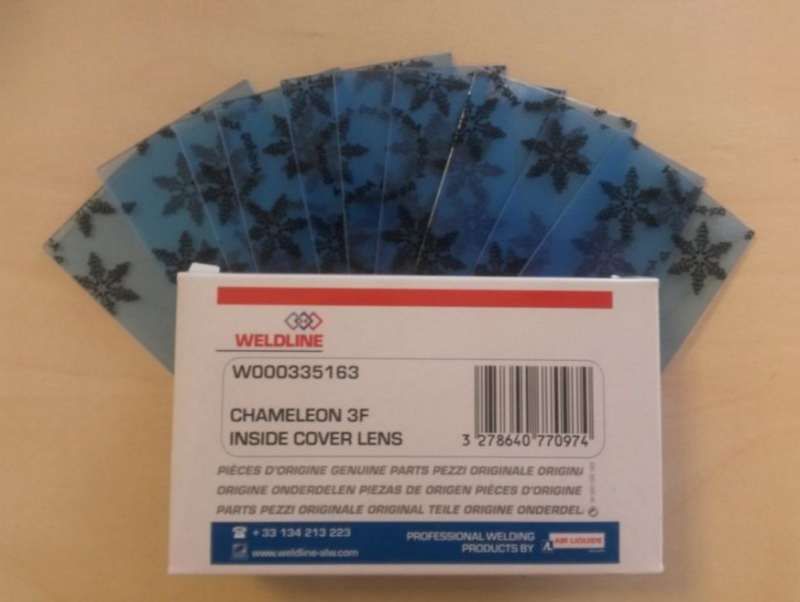 WELDLINE
W000335163
CHAMELEON 3F
INSIDE COVER LENS
3 278640 770974
PIÈCES D'ORIGINE GENUINE PARTS PEZZI ORIGINALE ORIGINA
ORIGINE ONDERDELEN PIEZAS DE ORIGEN PIÈCES D'ORIGINE
PARTS PEZZI ORIGINALE ORIGINAL TEILE ORIGINE ONDERDEL
+ 33 134 213 223
www.weldline-alw.com
PROFESSIONAL WELDING
PRODUCTS BY
AIR LIQUIDE